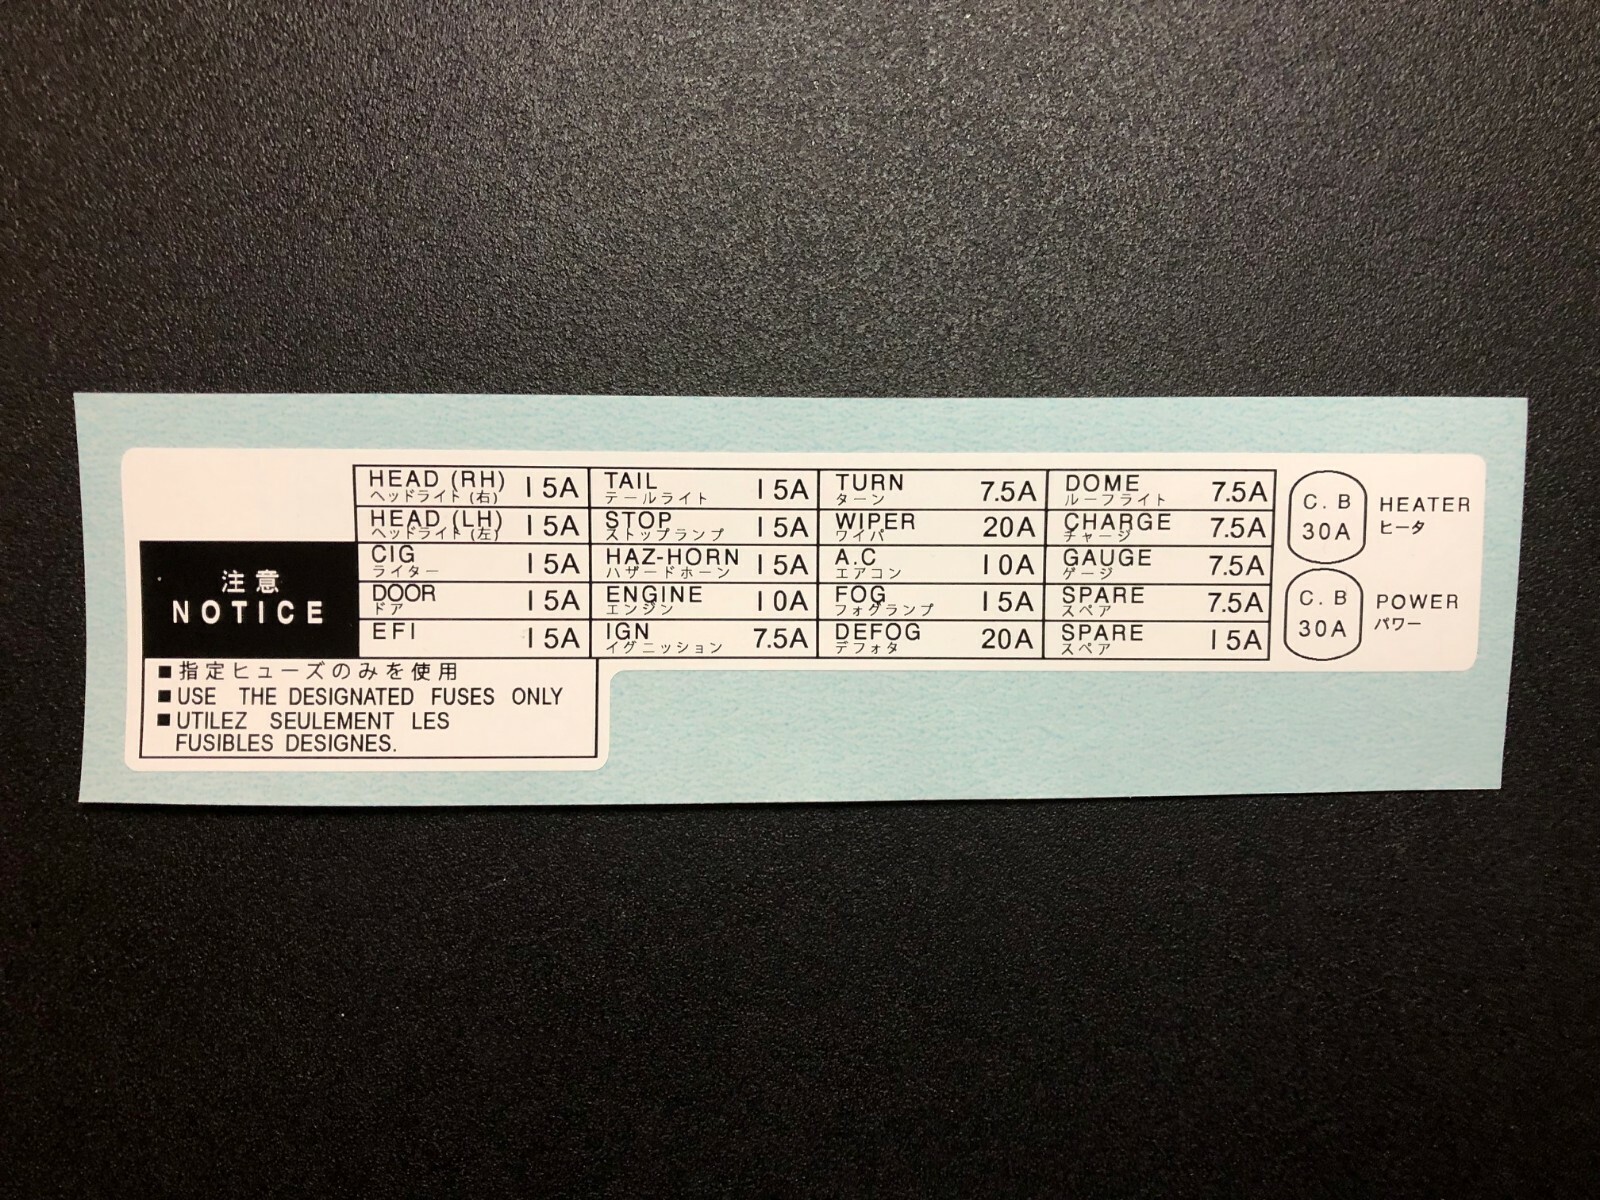 HEAD (RH) 15A TAIL 15A TURN 7.5A DOME 7.5A
ヘッドライト(右) テールライト ターン ルーフライト
HEAD (LH) 15A STOP 15A WIPER 20A CHARGE 7.5A
ヘッドライト(左) ストップランプ ワイパ チャージ
CIG 15A HAZ-HORN 15A A.C 10A GAUGE 7.5A
ライター ハザードホーン エアコン ゲージ
DOOR 15A ENGINE 10A FOG 15A SPARE 7.5A
ドア エンジン フォグランプ スペア
EFI 15A IGN 7.5A DEFOG 20A SPARE 15A
イグニッション デフォタ スペア
C. B HEATER
30A ヒータ
C. B POWER
30A パワー
注意
NOTICE
■指定ヒューズのみを使用
■USE THE DESIGNATED FUSES ONLY
■UTILEZ SEULEMENT LES
FUSIBLES DESIGNES.